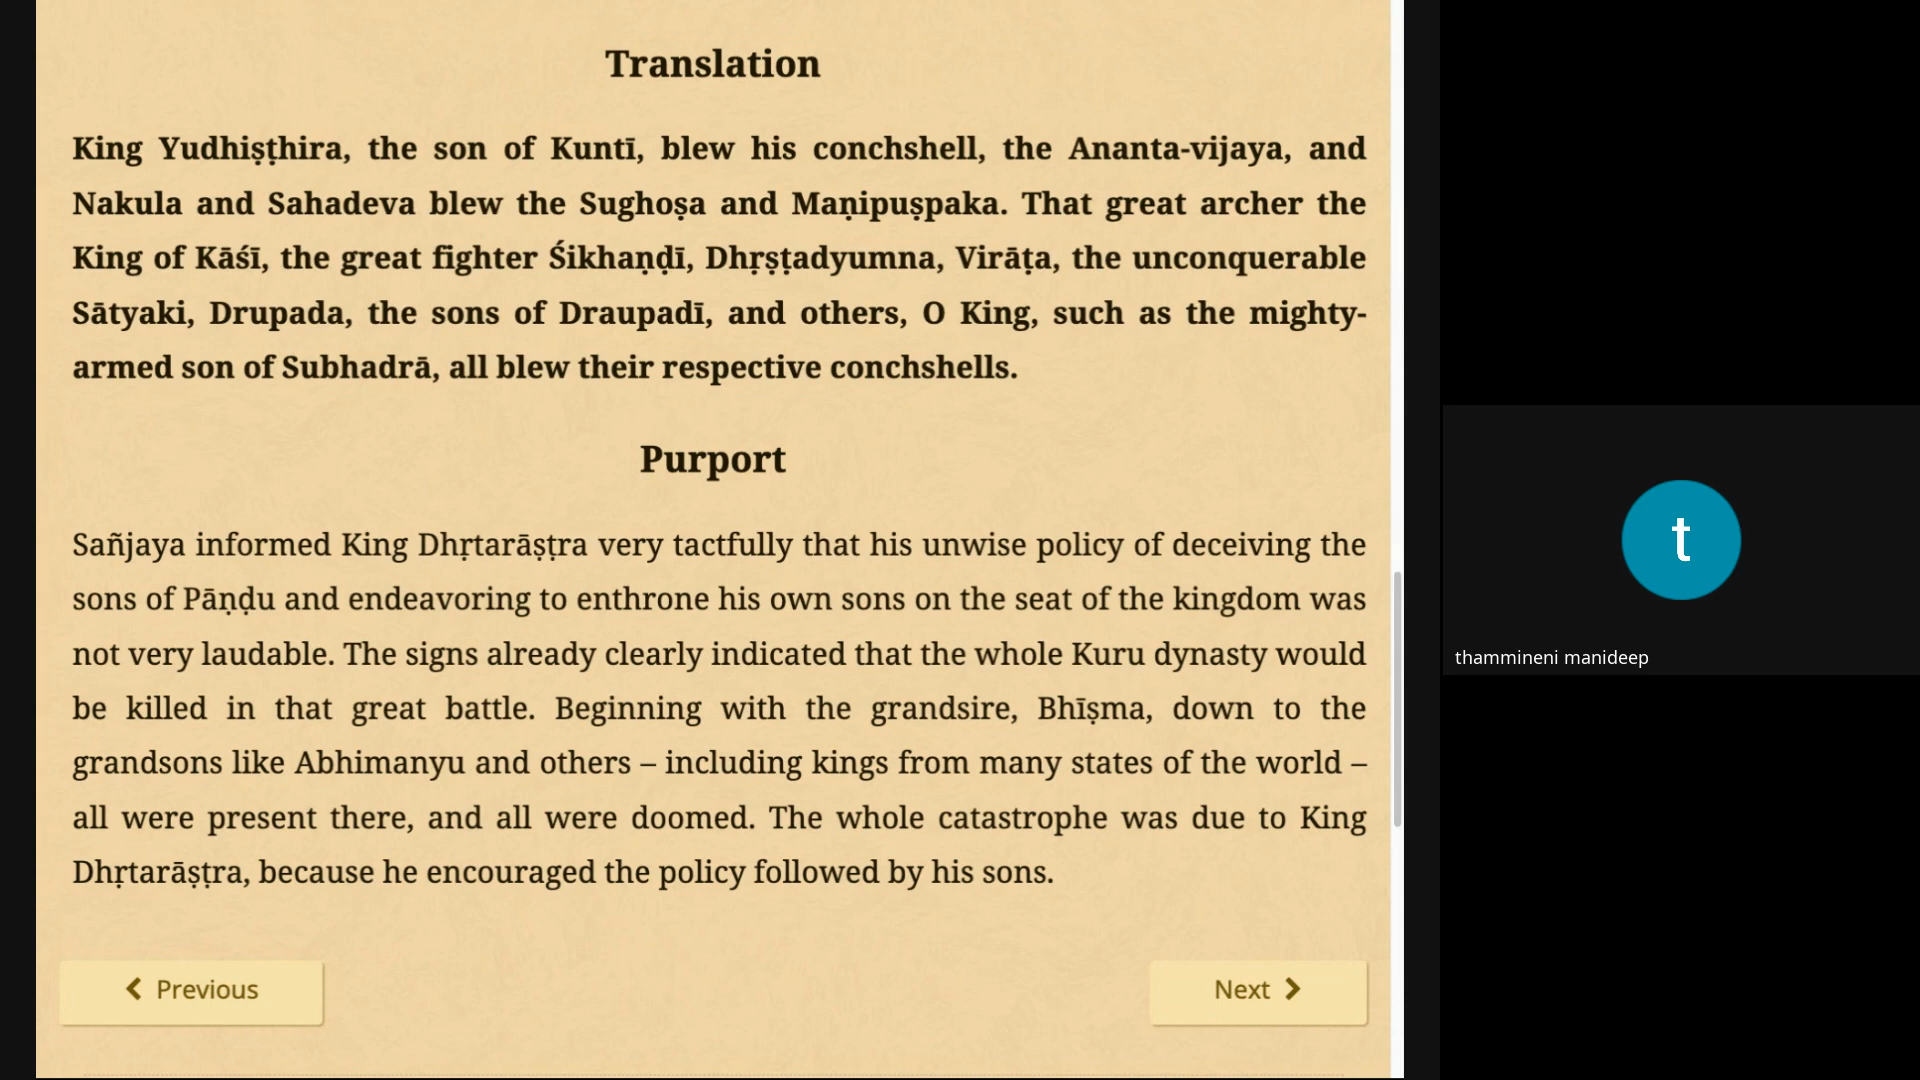 Translation
King Yudhiṣṭhira, the son of Kuntī, blew his conchshell, the Ananta-vijaya, and
Nakula and Sahadeva blew the Sughoṣa and Maṇipuṣpaka. That great archer the
King of Kāśī, the great fighter Śikhaṇḍī, Dhṛṣṭadyumna, Virāṭa, the unconquerable
Sātyaki, Drupada, the sons of Draupadī, and others, O King, such as the mighty-
armed son of Subhadrā, all blew their respective conchshells.
Purport
Sañjaya informed King Dhṛtarāṣṭra very tactfully that his unwise policy of deceiving the
sons of Pāṇḍu and endeavoring to enthrone his own sons on the seat of the kingdom was
not very laudable. The signs already clearly indicated that the whole Kuru dynasty would
be killed in that great battle. Beginning with the grandsire, Bhīṣma, down to the
grandsons like Abhimanyu and others – including kings from many states of the world –
all were present there, and all were doomed. The whole catastrophe was due to King
Dhṛtarāṣṭra, because he encouraged the policy followed by his sons.
Previous
Next
t
thammineni manideep